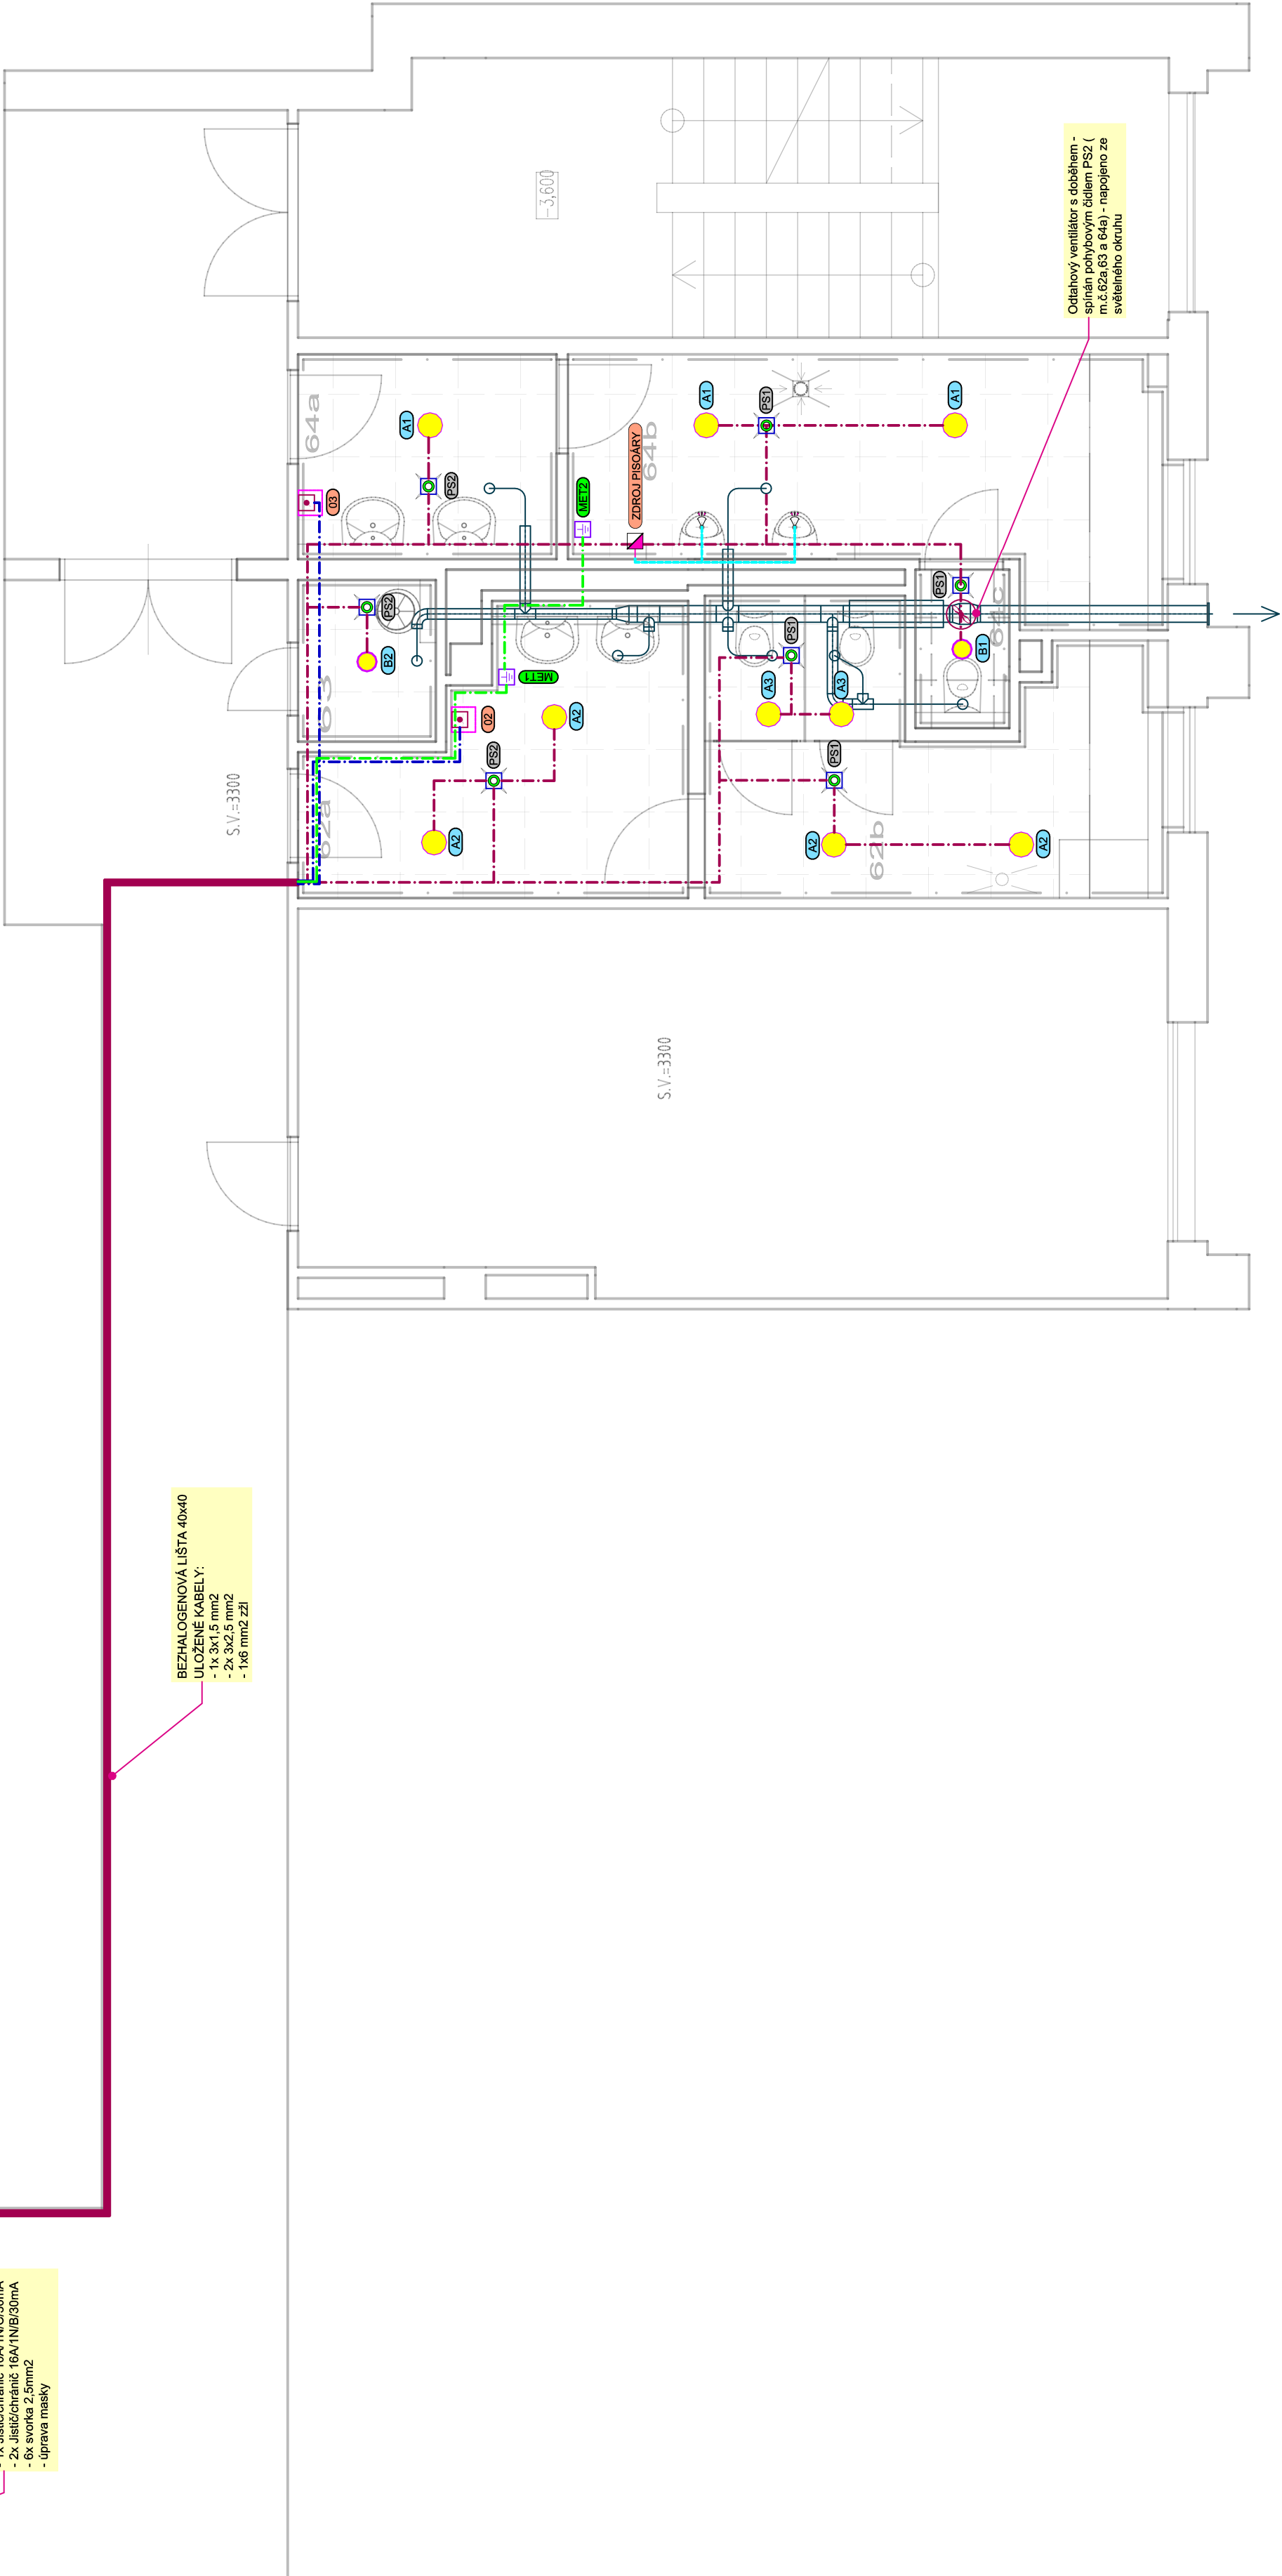 -3,600
Odtahový ventilátor s doběhem -
spínán pohybovým čidlem PS2 (
m.č.62a,63 a 64a) - napojeno ze
světelného okruhu
64a
A1
PS2
03
64b
A1
PS1
A1
ZDROJ PISOÁRY
MET2
63
PS2
B2
MET1
02
A2
PS2
A2
62a
S.V.=3300
PS1
A3
A3
PS1
B1
64c
PS1
A2
A2
62b
S.V.=3300
BEZHALOGENOVÁ LIŠTA 40x40
ULOŽENÉ KABELY:
- 1x 3x1,5 mm2
- 2x 3x2,5 mm2
- 1x6 mm2 zžl
- 2x Jistič/chránič 16A/1N/B/30mA
- 6x svorka 2,5mm2
- úprava masky